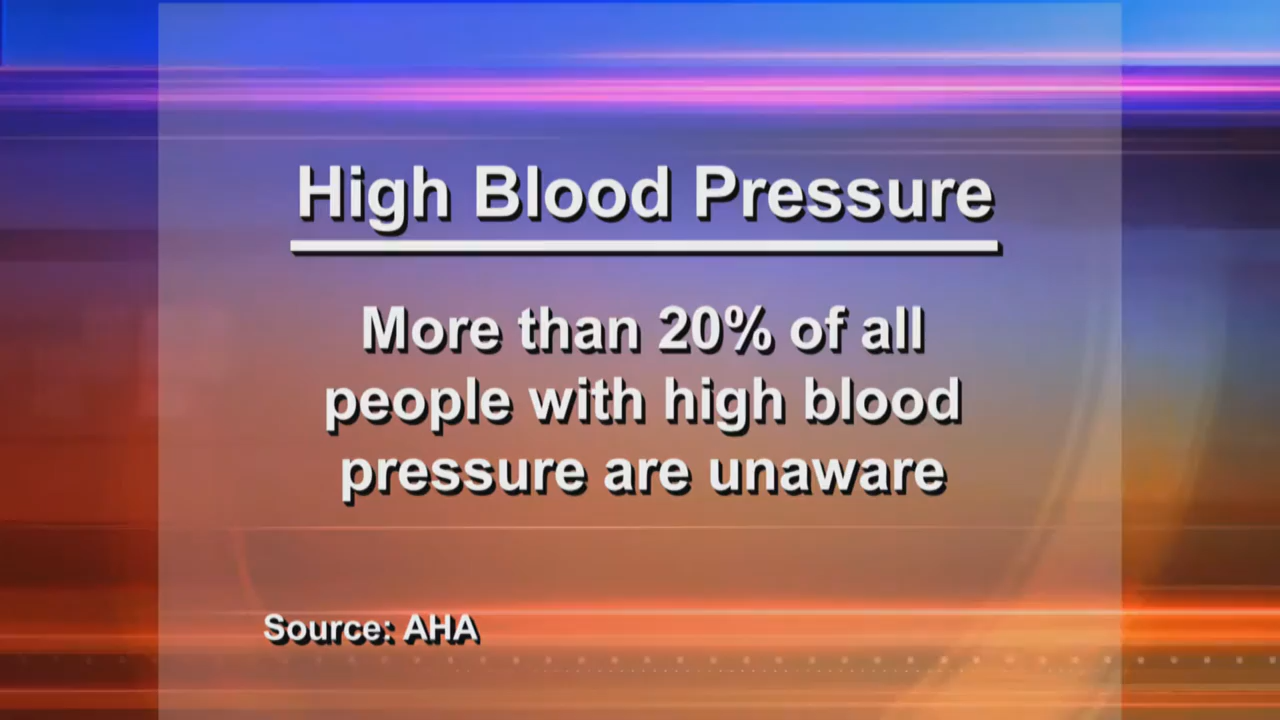 High Blood Pressure
More than 20% of all
people with high blood
pressure are unaware
Source: AHA